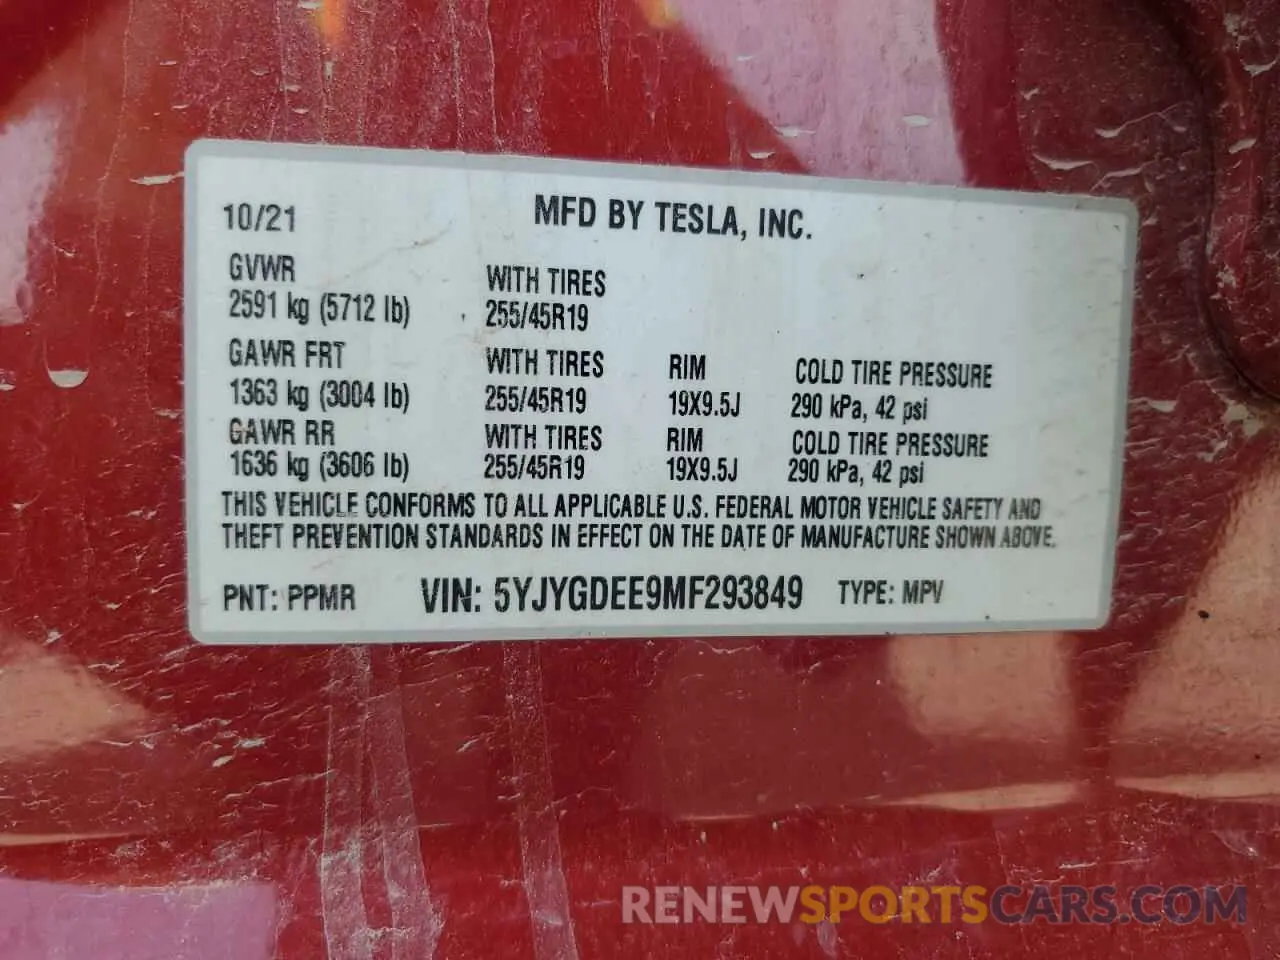 10/21 MFD BY TESLA, INC.
GVWR WITH TIRES
2591 kg (5712 lb) 255/45R19
GAWR FRT WITH TIRES RIM COLD TIRE PRESSURE
1363 kg (3004 lb) 255/45R19 19X9.5J 290 kPa, 42 psi
GAWR RR WITH TIRES RIM COLD TIRE PRESSURE
1636 kg (3606 lb) 255/45R19 19X9.5J 290 kPa, 42 psi
THIS VEHICLE CONFORMS TO ALL APPLICABLE U.S. FEDERAL MOTOR VEHICLE SAFETY AND
THEFT PREVENTION STANDARDS IN EFFECT ON THE DATE OF MANUFACTURE SHOWN ABOVE.
PNT: PPMR VIN: 5YJYGDEE9MF293849 TYPE: MPV
RENEWSPORTSCARS.COM